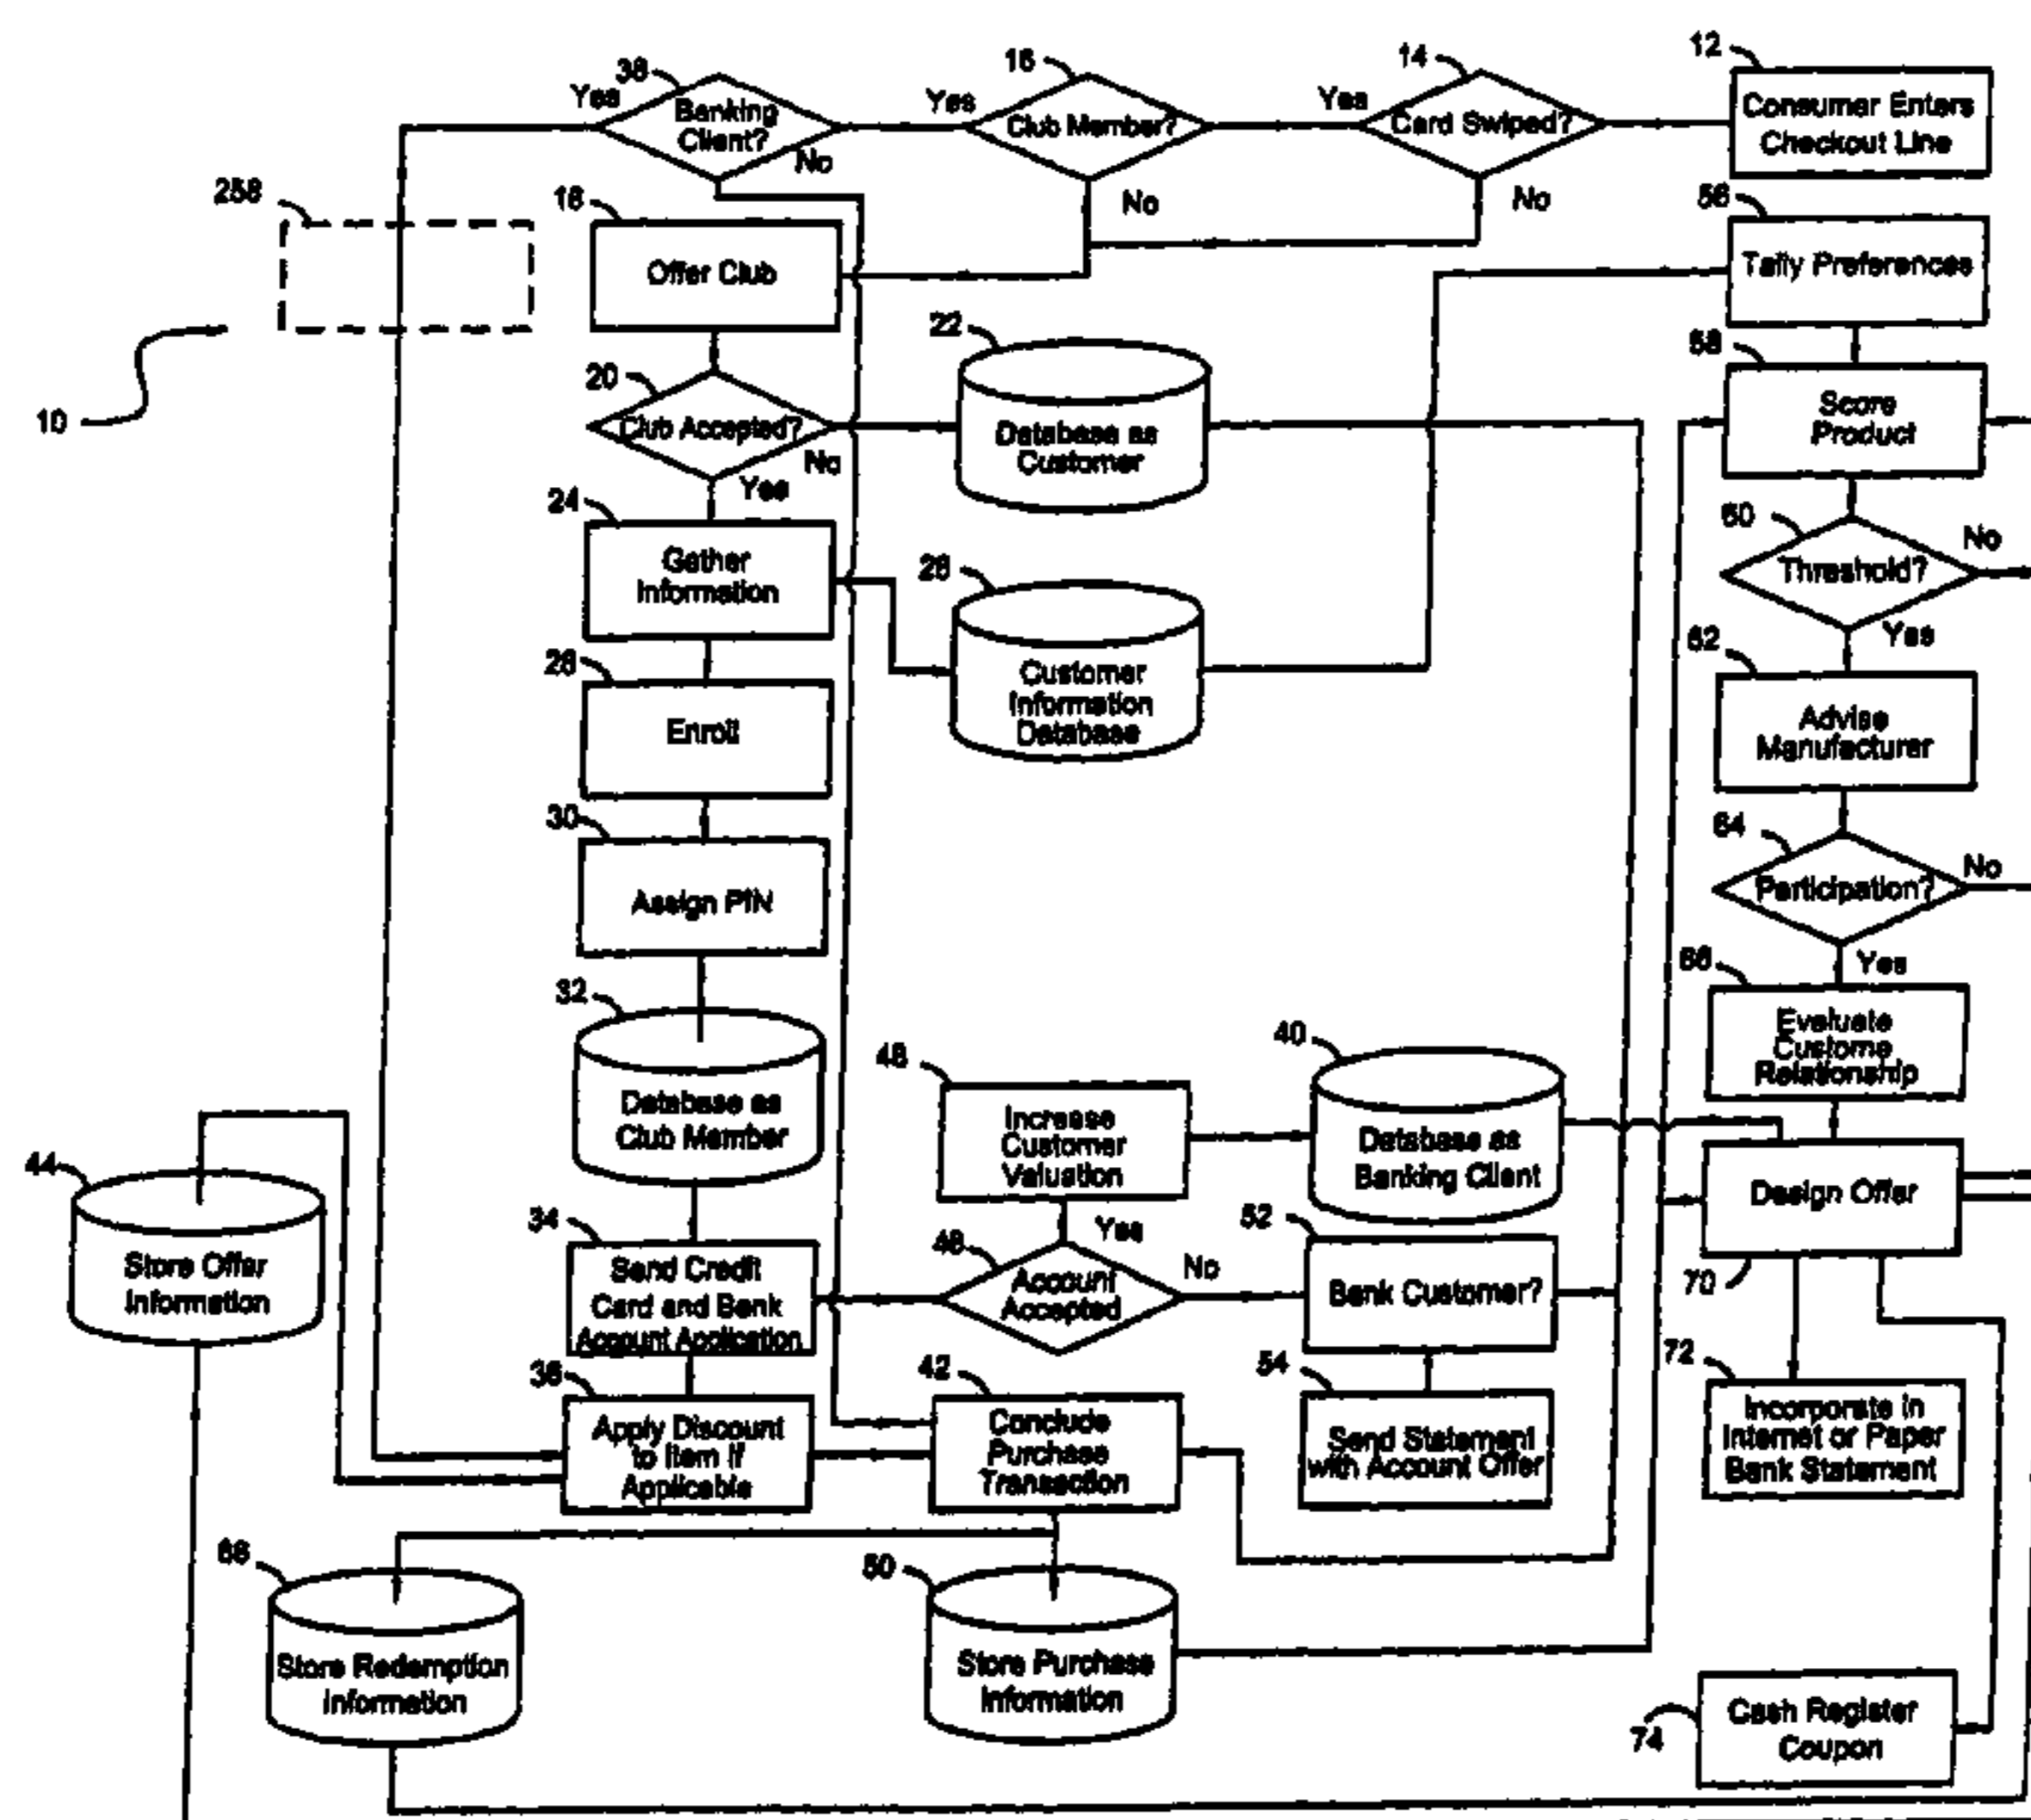 38
Yes
Banking
Client?
No
16
Yes
Club Member?
No
14
Yes
Card Swiped?
No
12
Consumer Enters
Checkout Line
258
10
18
Offer Club
20
Club Accepted?
No
Yes
22
Database as
Customer
24
Gather
Information
26
Customer
Information
Database
28
Enroll
30
Assign PIN
32
Database as
Club Member
34
Send Credit
Card and Bank
Account Application
36
Apply Discount
to Item if
Applicable
44
Store Offer
Information
48
Increase
Customer
Valuation
Yes
Account
Accepted
No
40
Database as
Banking Client
52
Bank Customer?
54
Send Statement
with Account Offer
42
Conclude
Purchase
Transaction
68
Store Redemption
Information
50
Store Purchase
Information
56
Tally Preferences
58
Score
Product
60
Threshold?
No
Yes
62
Advise
Manufacturer
64
Participation?
No
Yes
66
Evaluate
Custome
Relationship
Design Offer
70
72
Incorporate in
Internet or Paper
Bank Statement
74
Cash Register
Coupon